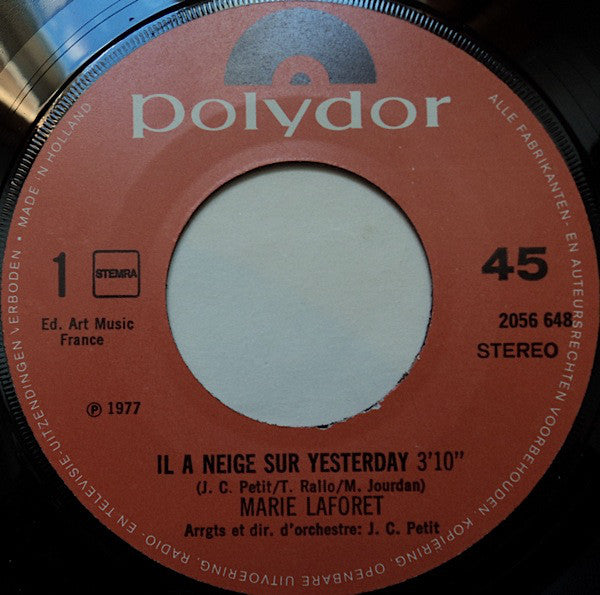 polydor
1
STEMRA
45
Ed. Art Music
France
2056 648
STEREO
℗ 1977
IL A NEIGE SUR YESTERDAY 3'10"
(J. C. Petit/T. Rallo/M. Jourdan)
MARIE LAFORET
Arrgts et dir. d'orchestre: J. C. Petit
ALLE FABRIKANTEN- EN AUTEURSRECHTEN VOORBEHOUDEN. KOPIËRING, OPENBARE UITVOERING, RADIO- EN TELEVISIE-UITZENDINGEN VERBODEN • MADE 'N HOLLAND